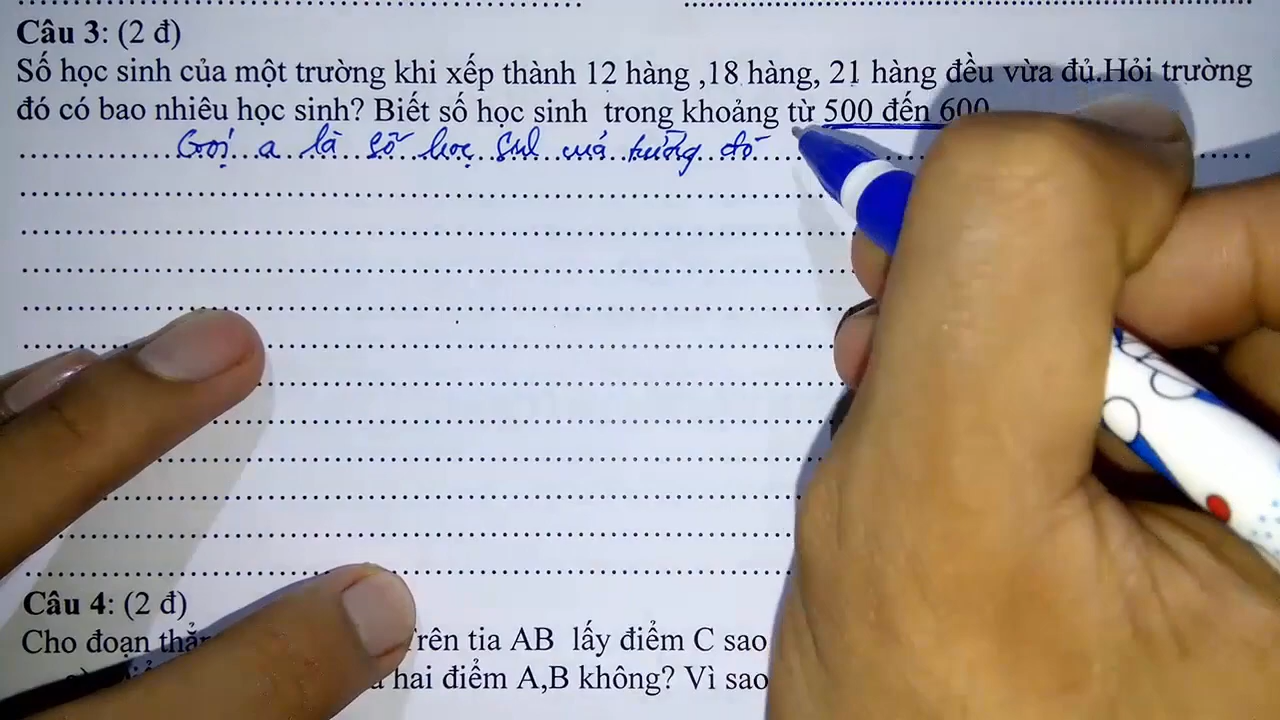 Câu 3: (2 đ)
Số học sinh của một trường khi xếp thành 12 hàng ,18 hàng, 21 hàng đều vừa đủ.Hỏi trường
đó có bao nhiêu học sinh? Biết số học sinh trong khoảng từ 500 đến 600
Gọi a là số học sinh của trường đó
Câu 4: (2 đ)
Cho đoạn trên tia AB lấy điểm C sao
hai điểm A,B không? Vì sao